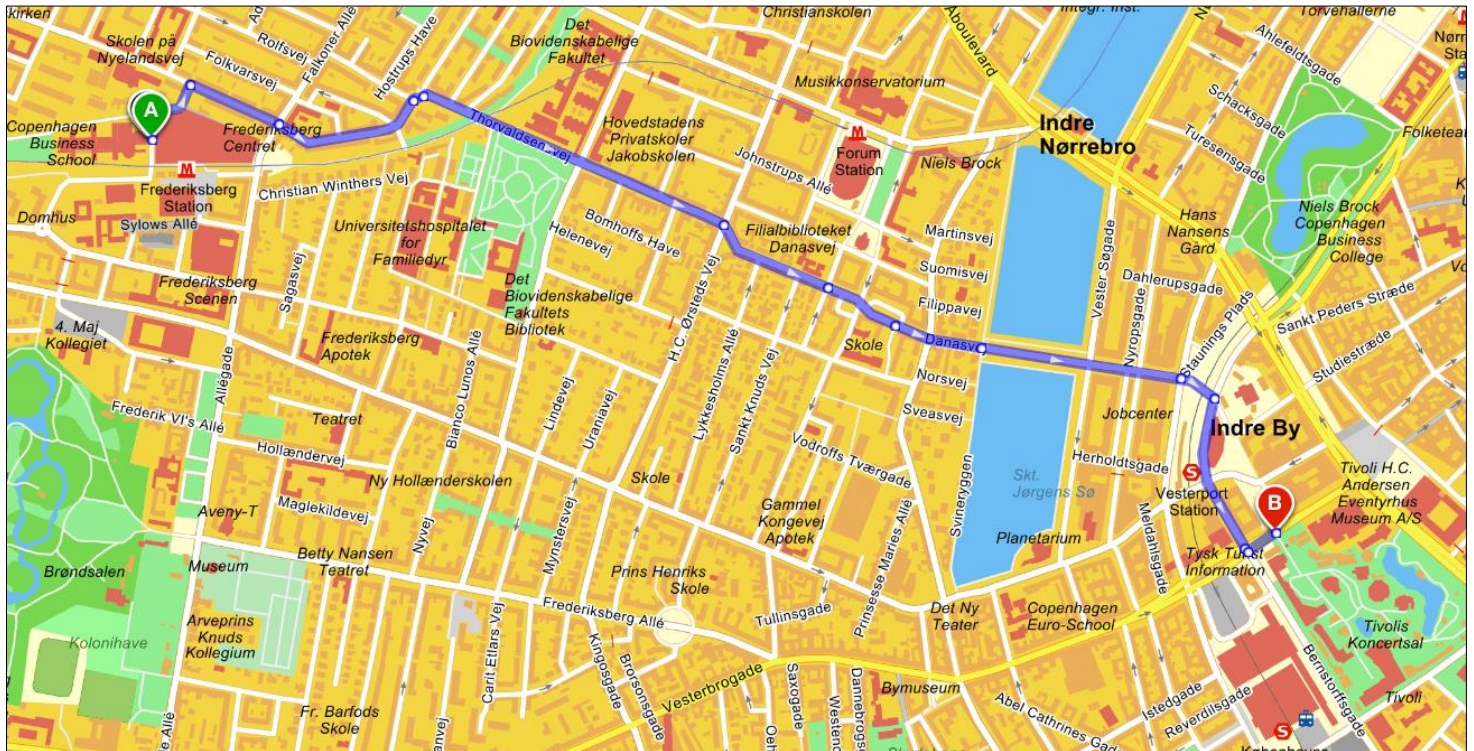 kirken
Skolen på
Nyelandsvej
Rolfsvej
Folkvarsvej
Falkoner Allé
Hostrups Have
Det
Biovidenskabelige
Fakultet
Christianskolen
Musikkonservatorium
Aboulevard
Integr. Inst.
Torvehallerne
Ahlefeldtsgade
Schacksgade
Turesensgade
Folketeat
Nørr
Sta
A
Copenhagen
Business
School
Frederiksberg
Centret
M
Frederiksberg
Station
Christian Winthers Vej
Thorvaldsensvej
Hovedstadens
Privatskoler
Jakobskolen
Johnstrups Allé
M
Forum
Station
Niels Brock
Indre
Nørrebro
Domhus
Sylows Allé
Universitetshospitalet
for
Familiedyr
Bomhoffs Have
Helenevej
Filialbiblioteket
Danasvej
Martinsvej
Suomisvej
Filippavej
Vester Søgade
Nyropsgade
Dahlerupsgade
Hans
Nansens
Gård
Niels Brock
Copenhagen
Business
College
Staunings Plads
Sankt Peders Stræde
Studiestræde
Frederiksberg
Scenen
Sagasvej
Det
Biovidenskabelige
Fakultets
Bibliotek
H.C. Ørsteds Vej
4. Maj
Kollegiet
Frederiksberg
Apotek
Skole
Danasvej
Norsvej
Sveasvej
Jobcenter
Indre By
Allégade
Bianco Lunos Allé
Lindevej
Uraniavej
Lykkesholms Allé
Sankt Knuds Vej
Frederik VI's Allé
Teatret
Hollændervej
Vodroffs Tværgade
Svineryggen
Skt.
Jørgens Sø
Herholdtsgade
S
Vesterport
Station
Meldahlsgade
B
Tivoli H.C.
Andersen
Eventyrhus
Museum A/S
Ny Hollænderskolen
Skole
Maglekildevej
Aveny-T
Nyvej
Mynstersvej
Gammel
Kongevej
Apotek
Prinsesse Maries Allé
Planetarium
Tysk Turist
Information
Brøndsalen
Museum
Betty Nansen
Teatret
Prins Henriks
Skole
Frederiksberg Allé
Tullinsgade
Det Ny
Teater
Copenhagen
Euro-School
Kolonihave
Arveprins
Knuds
Kollegium
Carit Etlars Vej
Kingosgade
Brorsonsgade
Vesterbrogade
Saxogade
Bymuseum
Abel Cathrines Gad
Istedgade
Reverdilsgade
Bernstorffsgade
Tivolis
Koncertsal
Tivoli
Fr. Barfods
Skole
Westend
Dannebrogsg
S